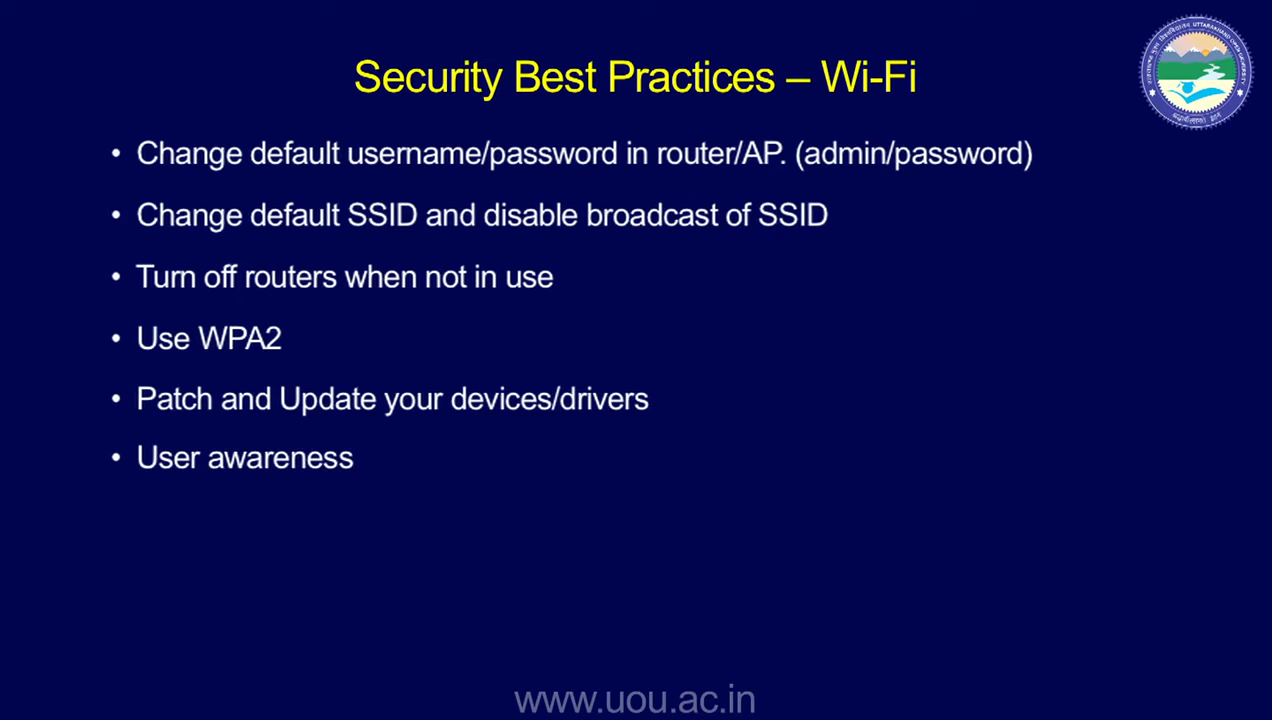 Security Best Practices – Wi-Fi
• Change default username/password in router/AP. (admin/password)
• Change default SSID and disable broadcast of SSID
• Turn off routers when not in use
• Use WPA2
• Patch and Update your devices/drivers
• User awareness
www.uou.ac.in